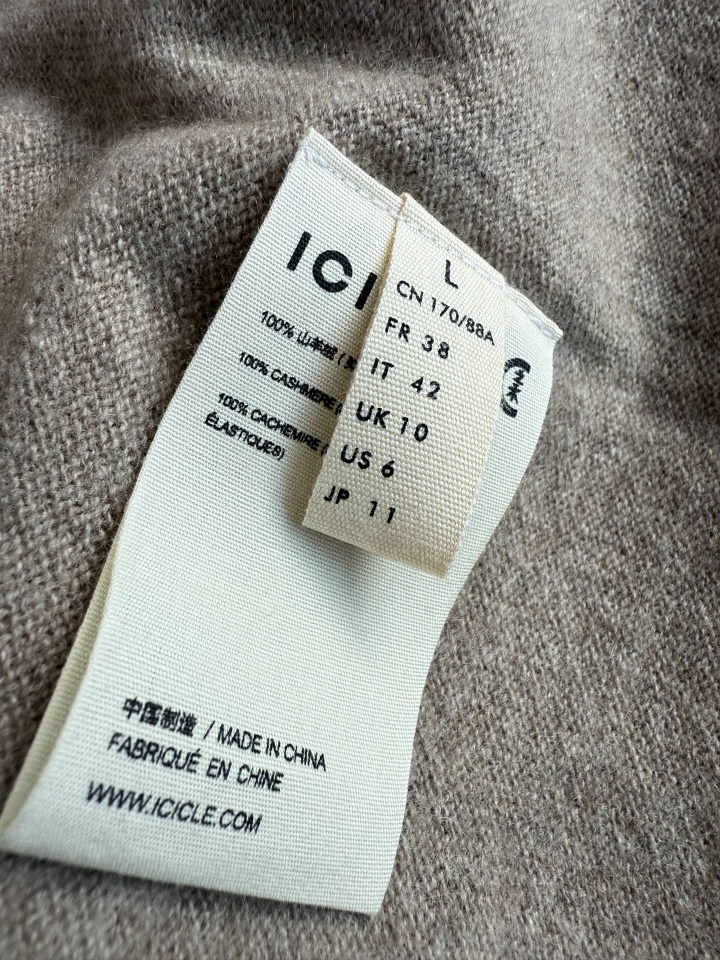 ICI
L
CN 170/88A
FR 38
IT 42
UK 10
US 6
JP 11
100% 山羊绒 (
100% CASHMERE (
100% CACHEMIRE (
ÉLASTIQUES)
中国制造 / MADE IN CHINA
FABRIQUÉ EN CHINE
WWW.ICICLE.COM